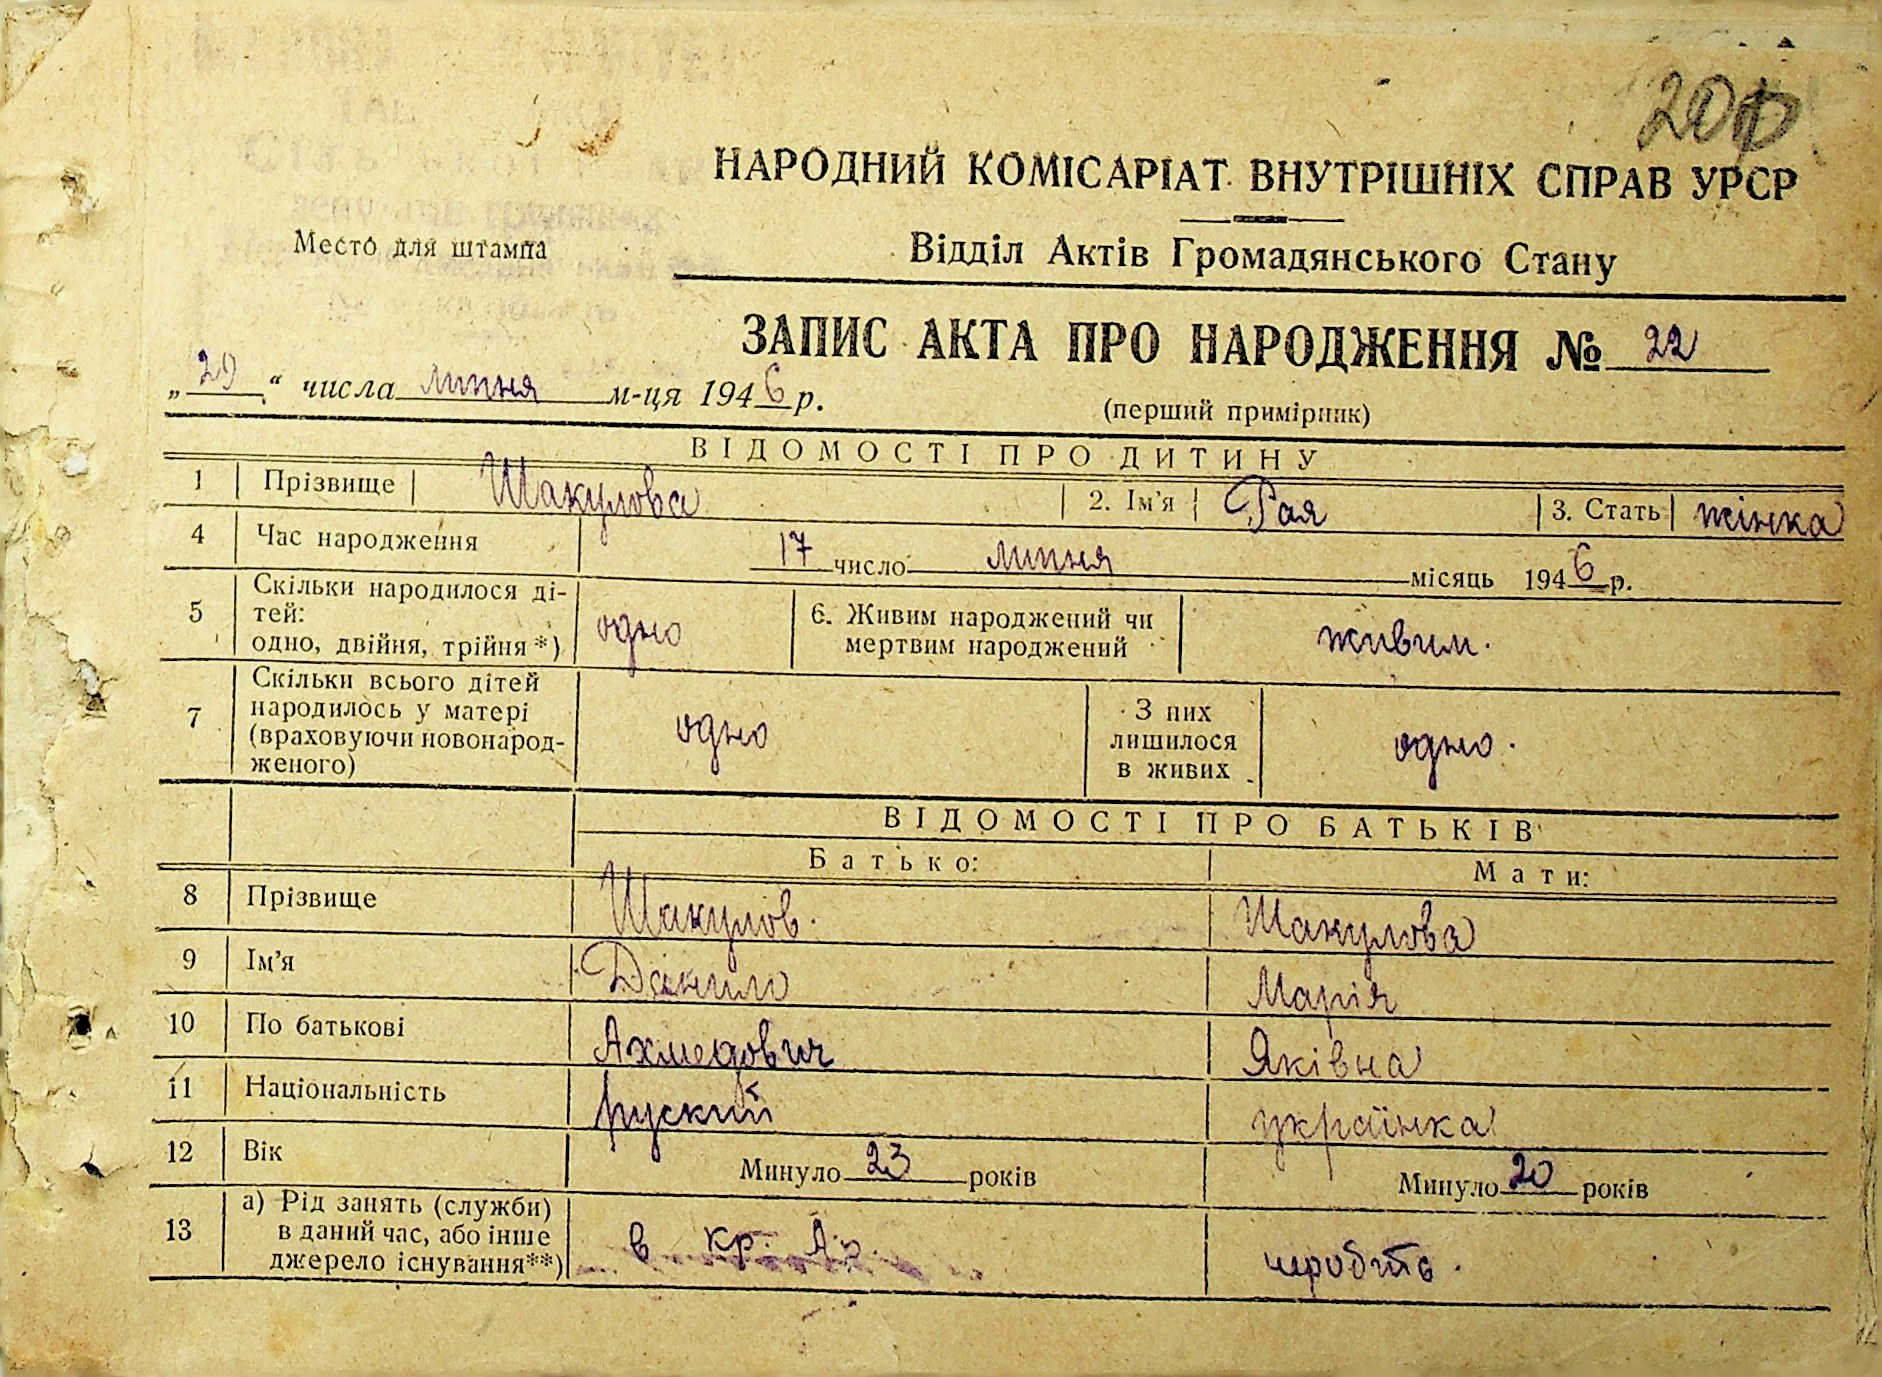 НАРОДНИЙ КОМІСАРІАТ ВНУТРІШНІХ СПРАВ УРСР
Место для штампа
Відділ Актів Громадянського Стану
ЗАПИС АКТА ПРО НАРОДЖЕННЯ № 22
„29“ числа липня м-ця 1946 р.
(перший примірник)
ВІДОМОСТІ ПРО ДИТИНУ
1 Прізвище Шакулова 2. Ім'я Рая 3. Стать жінка
4 Час народження 17 число липня місяць 1946 р.
5 Скільки народилося ді-
тей:
одно, двійня, трійня*) одно
6. Живим народжений чи
мертвим народжений живим.
7 Скільки всього дітей
народилось у матері
(враховуючи новонарод-
женого) одно
З них
лишилося
в живих одно.
ВІДОМОСТІ ПРО БАТЬКІВ
Батько: Мати:
8 Прізвище Шакулов. Шакулова
9 Ім'я Данило Марія
10 По батькові Ахмедович Яківна
11 Національність руский українка
12 Вік Минуло 23 років Минуло 20 років
13 а) Рід занять (служби)
в даний час, або інше
джерело існування**) в кр. Ар.